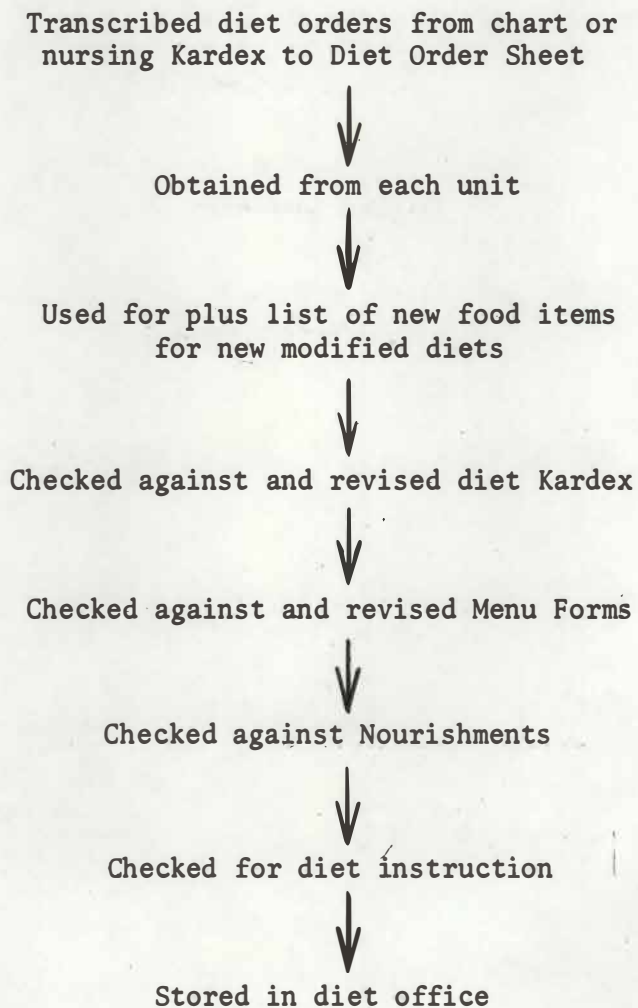 Transcribed diet orders from chart or
nursing Kardex to Diet Order Sheet
Obtained from each unit
Used for plus list of new food items
for new modified diets
Checked against and revised diet Kardex
Checked against and revised Menu Forms
Checked against Nourishments
Checked for diet instruction
Stored in diet office